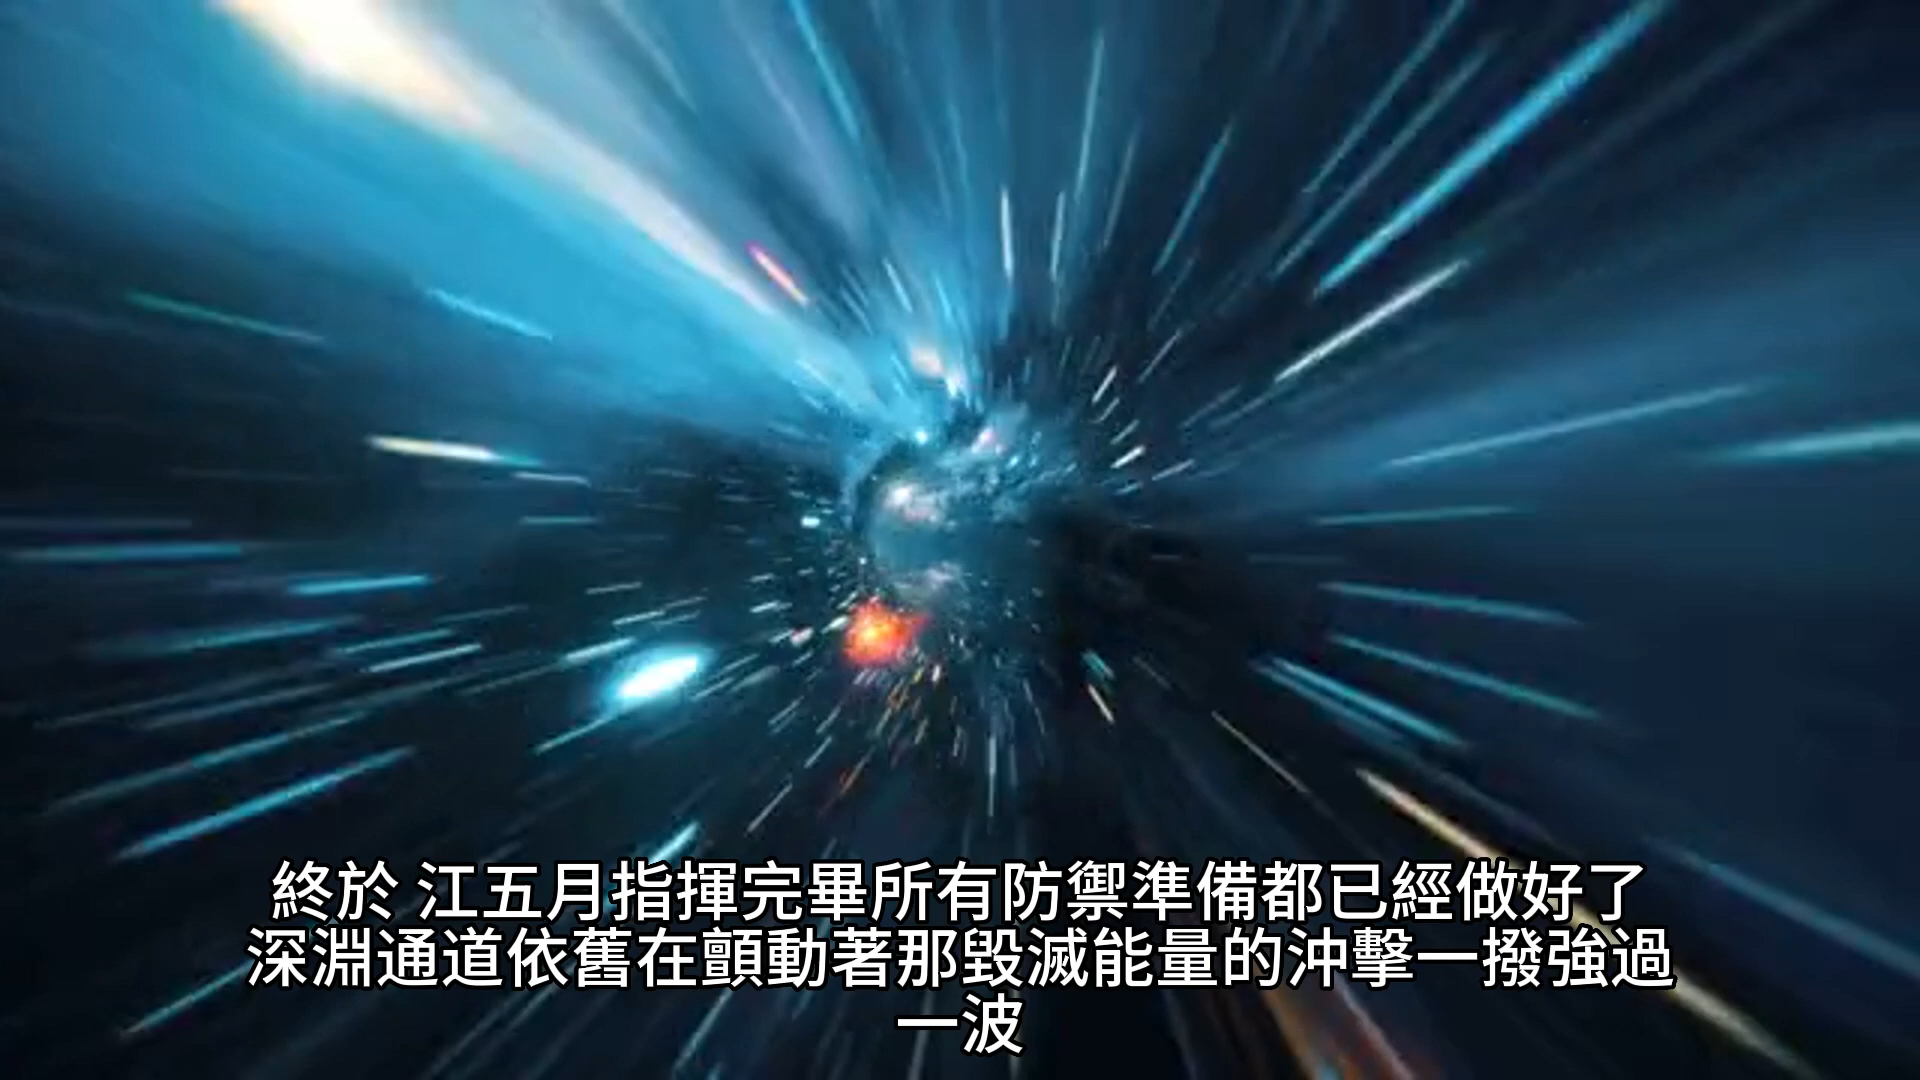 終於 江五月指揮完畢所有防禦準備都已經做好了
深淵通道依舊在顫動著那毀滅能量的沖擊一撥強過
一波